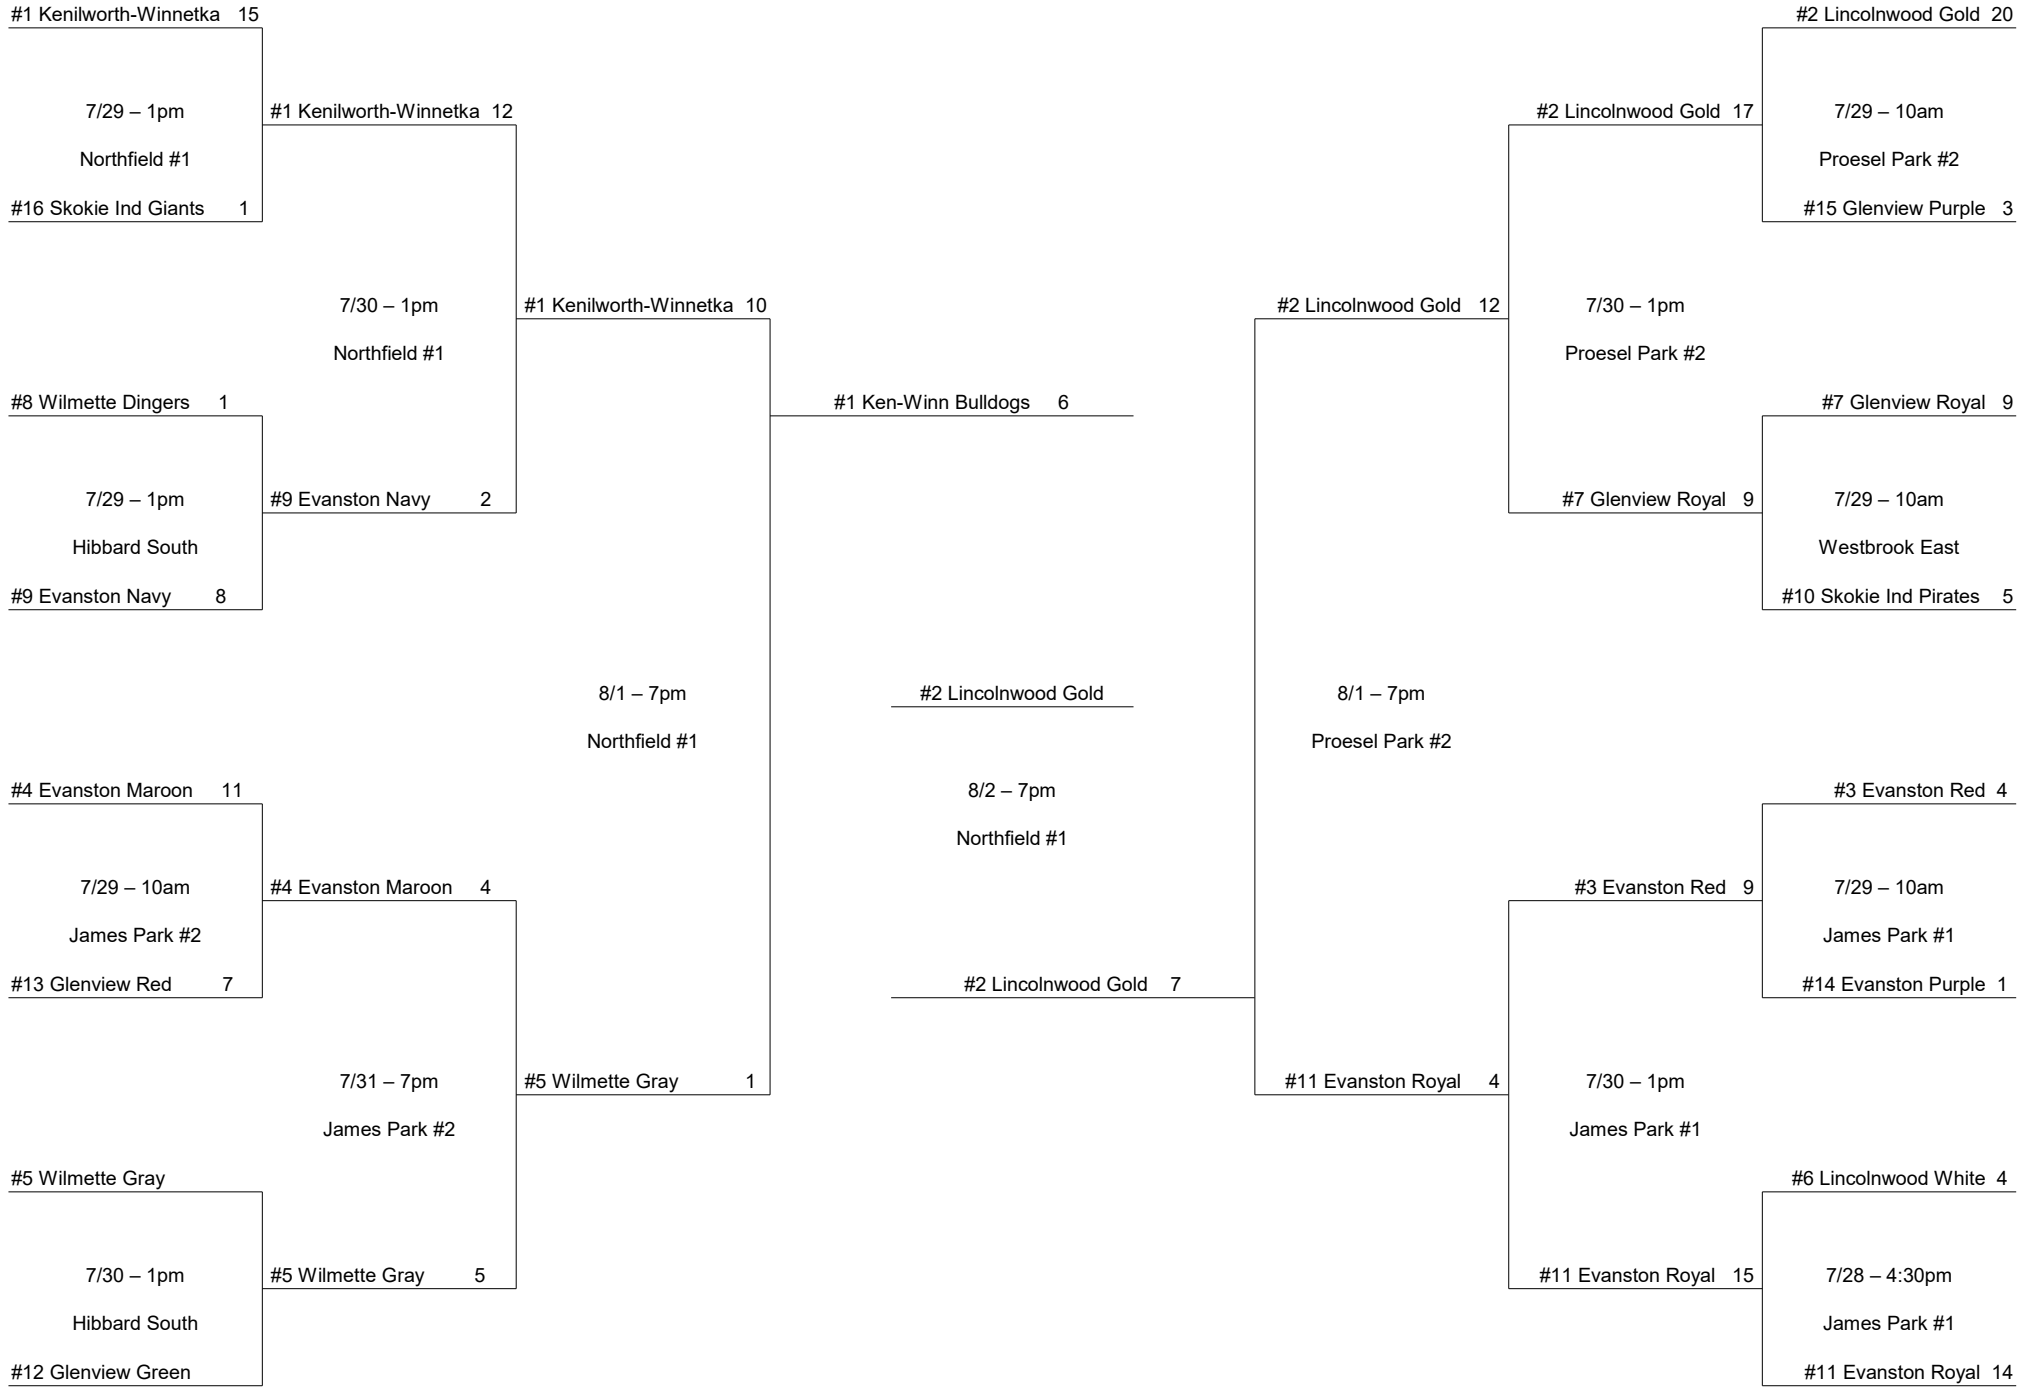 #1 Kenilworth-Winnetka 15
#2 Lincolnwood Gold 20
7/29 – 1pm
#1 Kenilworth-Winnetka 12
#2 Lincolnwood Gold 17
7/29 – 10am
Northfield #1
Proesel Park #2
#16 Skokie Ind Giants 1
#15 Glenview Purple 3
7/30 – 1pm
#1 Kenilworth-Winnetka 10
#2 Lincolnwood Gold 12
7/30 – 1pm
Northfield #1
Proesel Park #2
#8 Wilmette Dingers 1
#1 Ken-Winn Bulldogs 6
#7 Glenview Royal 9
7/29 – 1pm
#9 Evanston Navy 2
#7 Glenview Royal 9
7/29 – 10am
Hibbard South
Westbrook East
#9 Evanston Navy 8
#10 Skokie Ind Pirates 5
8/1 – 7pm
#2 Lincolnwood Gold
8/1 – 7pm
Northfield #1
Proesel Park #2
#4 Evanston Maroon 11
8/2 – 7pm
#3 Evanston Red 4
Northfield #1
7/29 – 10am
#4 Evanston Maroon 4
#3 Evanston Red 9
7/29 – 10am
James Park #2
James Park #1
#13 Glenview Red 7
#2 Lincolnwood Gold 7
#14 Evanston Purple 1
7/31 – 7pm
#5 Wilmette Gray 1
#11 Evanston Royal 4
7/30 – 1pm
James Park #2
James Park #1
#5 Wilmette Gray
#6 Lincolnwood White 4
7/30 – 1pm
#5 Wilmette Gray 5
#11 Evanston Royal 15
7/28 – 4:30pm
Hibbard South
James Park #1
#12 Glenview Green
#11 Evanston Royal 14